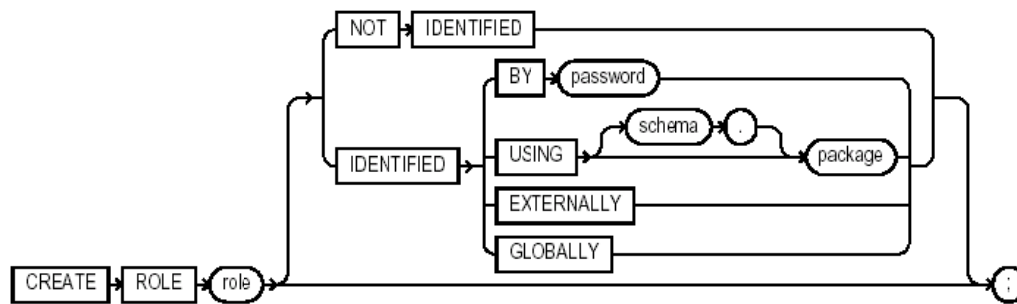 NOT IDENTIFIED
BY password
schema .
USING package
IDENTIFIED
EXTERNALLY
GLOBALLY
CREATE ROLE role ;